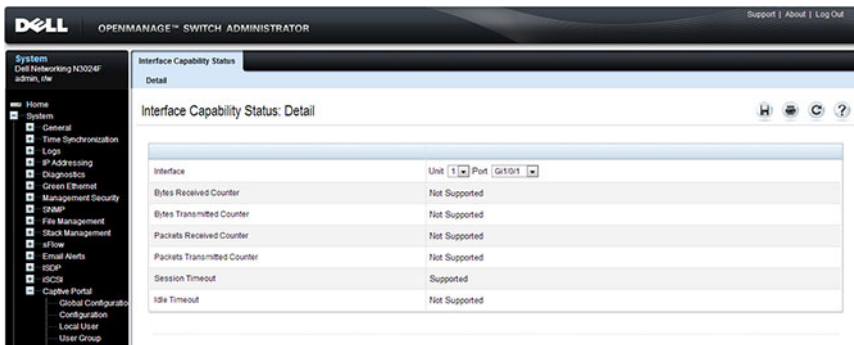 Support | About | Log Out
DELL OPENMANAGE™ SWITCH ADMINISTRATOR
System
Dell Networking N3024F
admin, r/w
Home
System
General
Time Synchronization
Logs
IP Addressing
Diagnostics
Green Ethernet
Management Security
SNMP
File Management
Stack Management
sFlow
Email Alerts
ISDP
iSCSI
Captive Portal
Global Configuratio
Configuration
Local User
User Group
Interface Capability Status
Detail
Interface Capability Status: Detail
Interface Unit 1 Port Gi1/0/1
Bytes Received Counter Not Supported
Bytes Transmitted Counter Not Supported
Packets Received Counter Not Supported
Packets Transmitted Counter Not Supported
Session Timeout Supported
Idle Timeout Not Supported